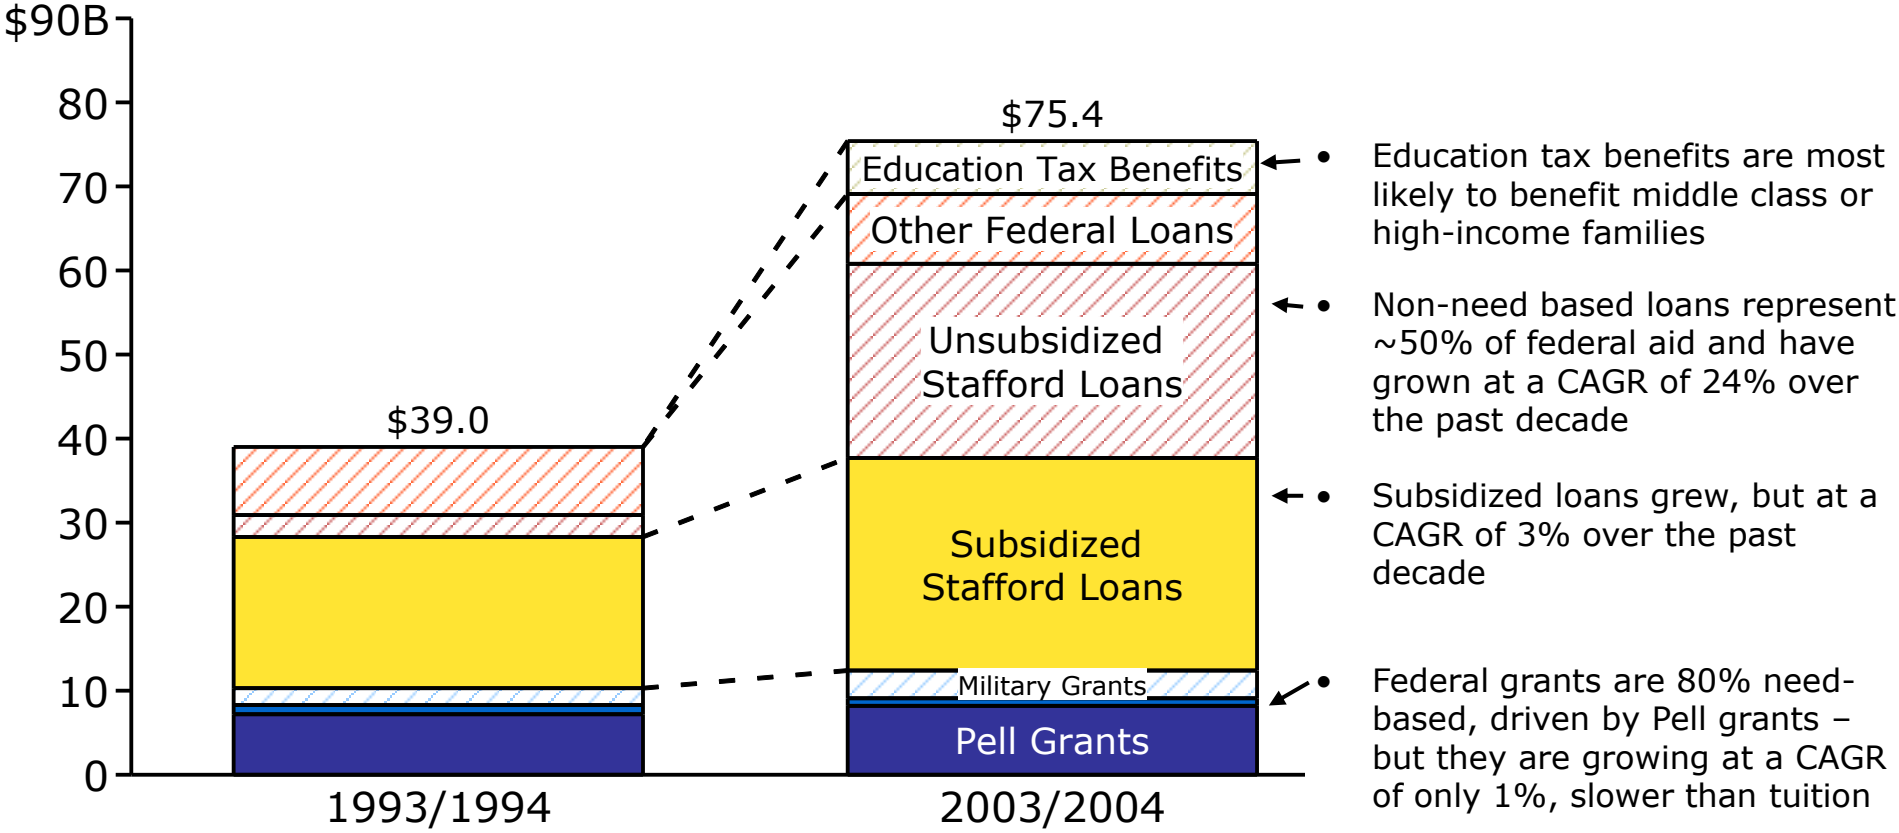 $90B
80
70
60
50
40
30
20
10
0
$39.0
$75.4
Education Tax Benefits
Other Federal Loans
Unsubsidized
Stafford Loans
Subsidized
Stafford Loans
Military Grants
Pell Grants
1993/1994
2003/2004
• Education tax benefits are most
likely to benefit middle class or
high-income families
• Non-need based loans represent
~50% of federal aid and have
grown at a CAGR of 24% over
the past decade
• Subsidized loans grew, but at a
CAGR of 3% over the past
decade
• Federal grants are 80% need-
based, driven by Pell grants –
but they are growing at a CAGR
of only 1%, slower than tuition